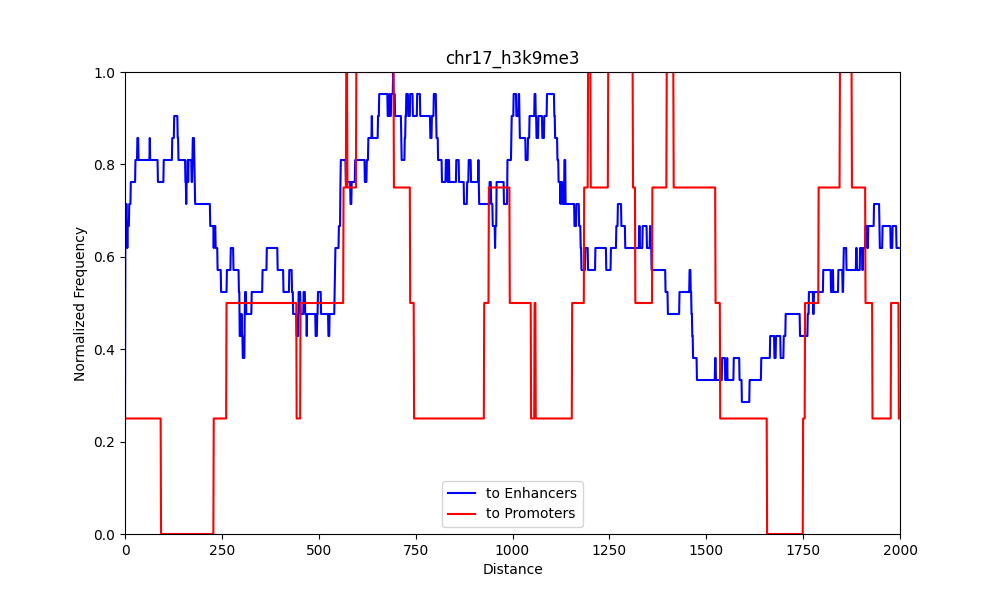 chr17_h3k9me3
Normalized Frequency
1.0
0.8
0.6
0.4
0.2
0.0
to Enhancers
to Promoters
0 250 500 750 1000 1250 1500 1750 2000
Distance